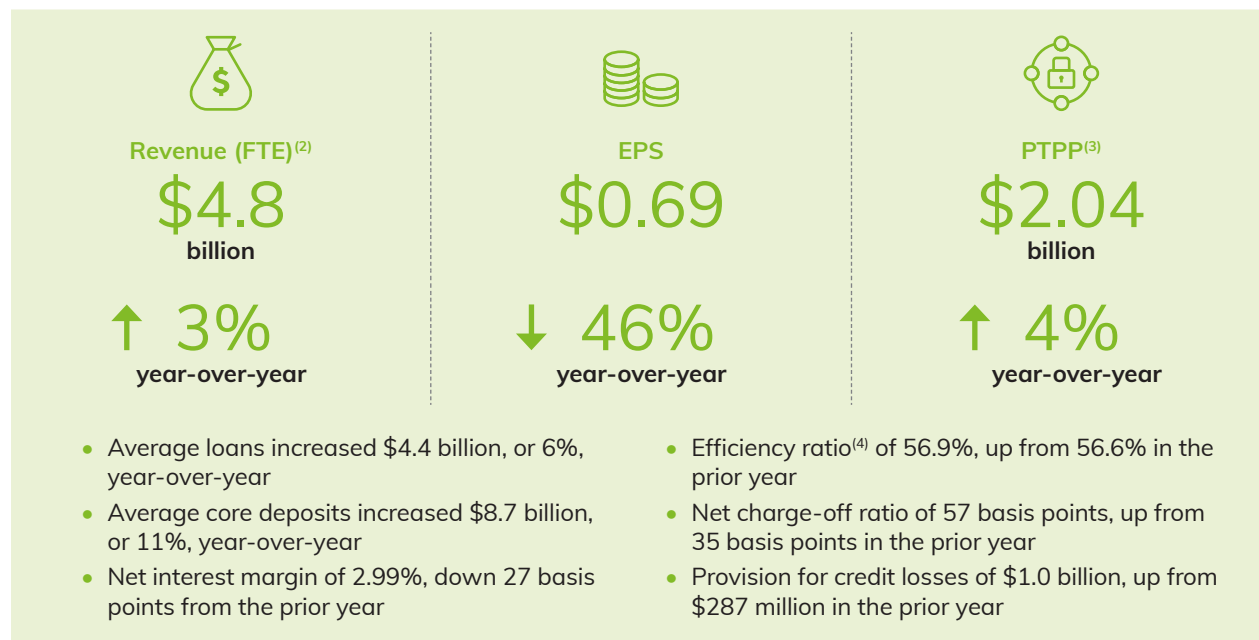 $
Revenue (FTE)(2)
$4.8
billion
↑ 3%
year-over-year
EPS
$0.69
↓ 46%
year-over-year
PTPP(3)
$2.04
billion
↑ 4%
year-over-year
• Average loans increased $4.4 billion, or 6%,
year-over-year
• Average core deposits increased $8.7 billion,
or 11%, year-over-year
• Net interest margin of 2.99%, down 27 basis
points from the prior year
• Efficiency ratio(4) of 56.9%, up from 56.6% in the
prior year
• Net charge-off ratio of 57 basis points, up from
35 basis points in the prior year
• Provision for credit losses of $1.0 billion, up from
$287 million in the prior year